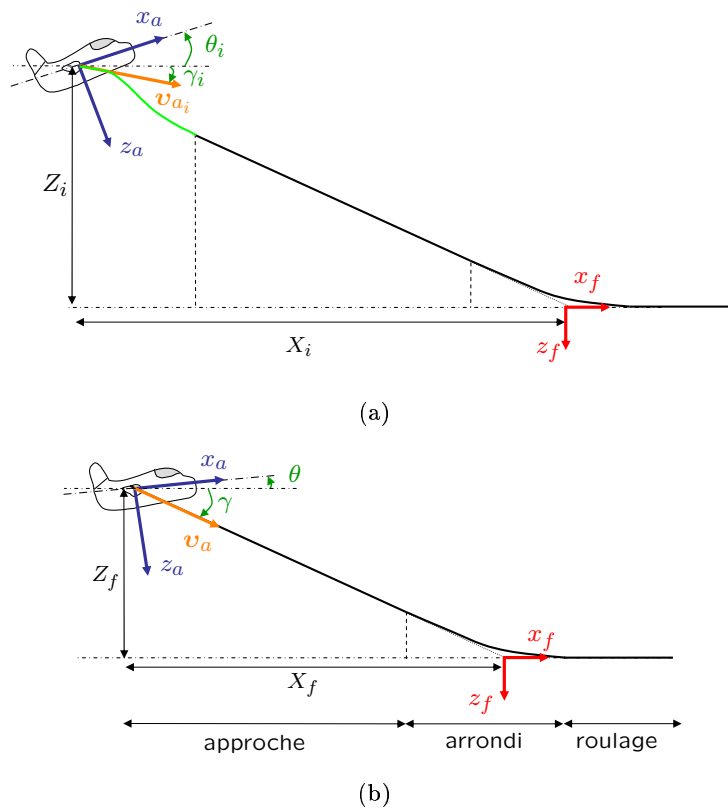 x_a
θ_i
γ_i
v_{a_i}
z_a
Z_i
x_f
X_i
z_f
(a)
x_a
θ
γ
v_a
z_a
Z_f
x_f
X_f
z_f
approche arrondi roulage
(b)